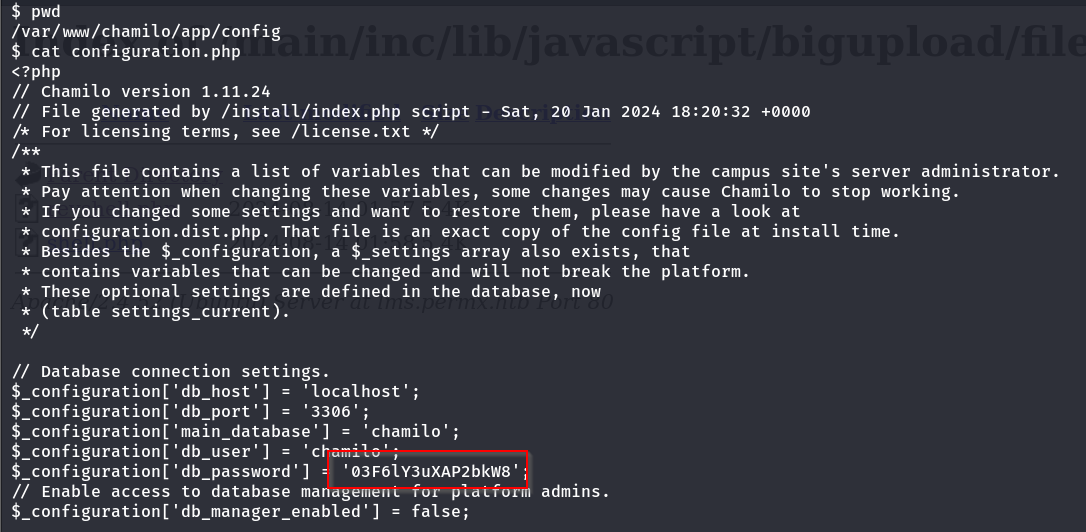 $ pwd
/var/www/chamilo/app/config
$ cat configuration.php
<?php
// Chamilo version 1.11.24
// File generated by /install/index.php script - Sat, 20 Jan 2024 18:20:32 +0000
/* For licensing terms, see /license.txt */
/**
 * This file contains a list of variables that can be modified by the campus site's server administrator.
 * Pay attention when changing these variables, some changes may cause Chamilo to stop working.
 * If you changed some settings and want to restore them, please have a look at
 * configuration.dist.php. That file is an exact copy of the config file at install time.
 * Besides the $_configuration, a $_settings array also exists, that
 * contains variables that can be changed and will not break the platform.
 * These optional settings are defined in the database, now
 * (table settings_current).
 */
// Database connection settings.
$_configuration['db_host'] = 'localhost';
$_configuration['db_port'] = '3306';
$_configuration['main_database'] = 'chamilo';
$_configuration['db_user'] = 'chamilo';
$_configuration['db_password'] = '03F6lY3uXAP2bkW8';
// Enable access to database management for platform admins.
$_configuration['db_manager_enabled'] = false;